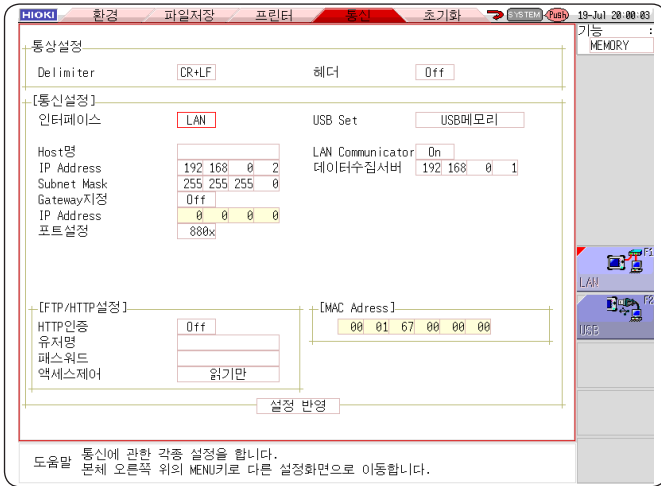 HIOKI 환경 파일저장 프린터 통신 초기화 SYSTEM Push 19-Jul 20:00:03
기능 :
MEMORY
통상설정
Delimiter CR+LF 헤더 Off
[통신설정]
인터페이스 LAN USB Set USB메모리
Host명 LAN Communicator On
IP Address 192 168 0 2 데이터수집서버 192 168 0 1
Subnet Mask 255 255 255 0
Gateway지정 Off
IP Address 0 0 0 0
포트설정 880x
F1
LAN
F2
USB
[FTP/HTTP설정] [MAC Adress]
HTTP인증 Off 00 01 67 00 00 00
유저명
패스워드
액세스제어 읽기만
설정 반영
도움말 통신에 관한 각종 설정을 합니다.
본체 오른쪽 위의 MENU키로 다른 설정화면으로 이동합니다.